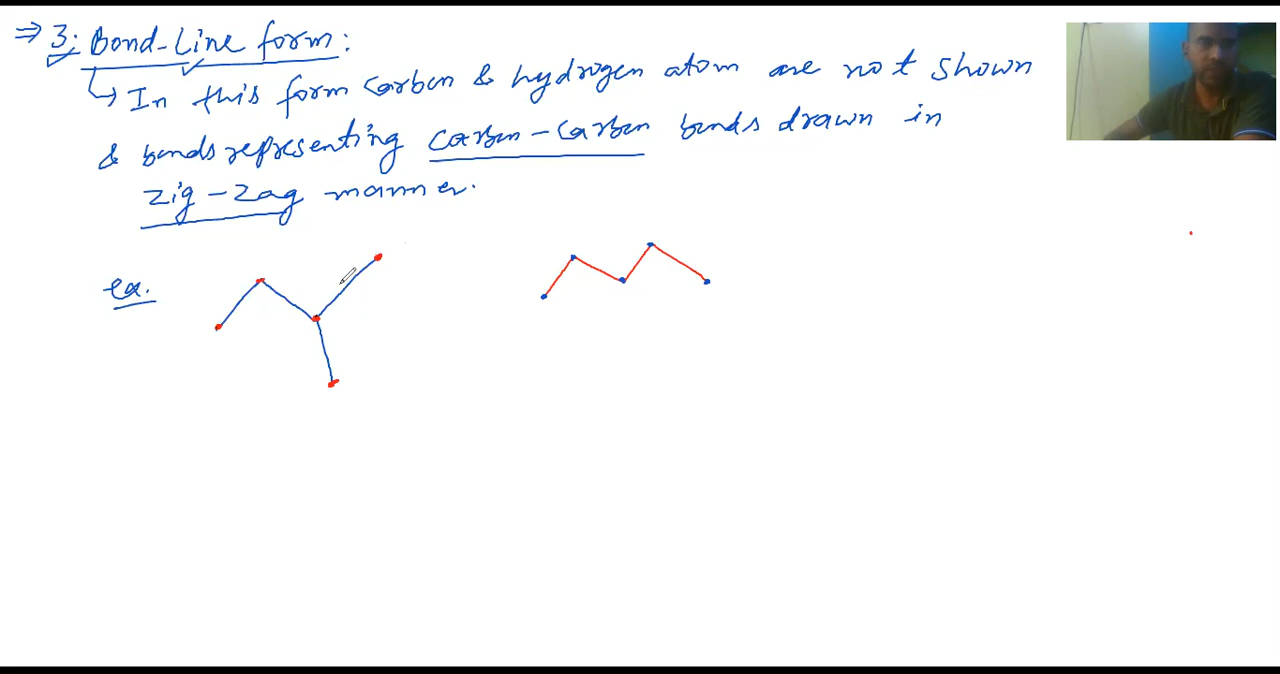 ⇒ 3: Bond-Line form:
↳ In this form carbon & hydrogen atom are not shown
& bonds representing carbon-carbon bonds drawn in
zig-zag manner.
ex.